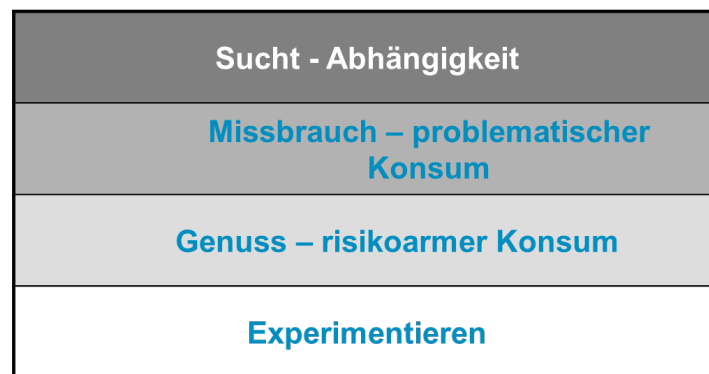 Sucht - Abhängigkeit
Missbrauch – problematischer
Konsum
Genuss – risikoarmer Konsum
Experimentieren